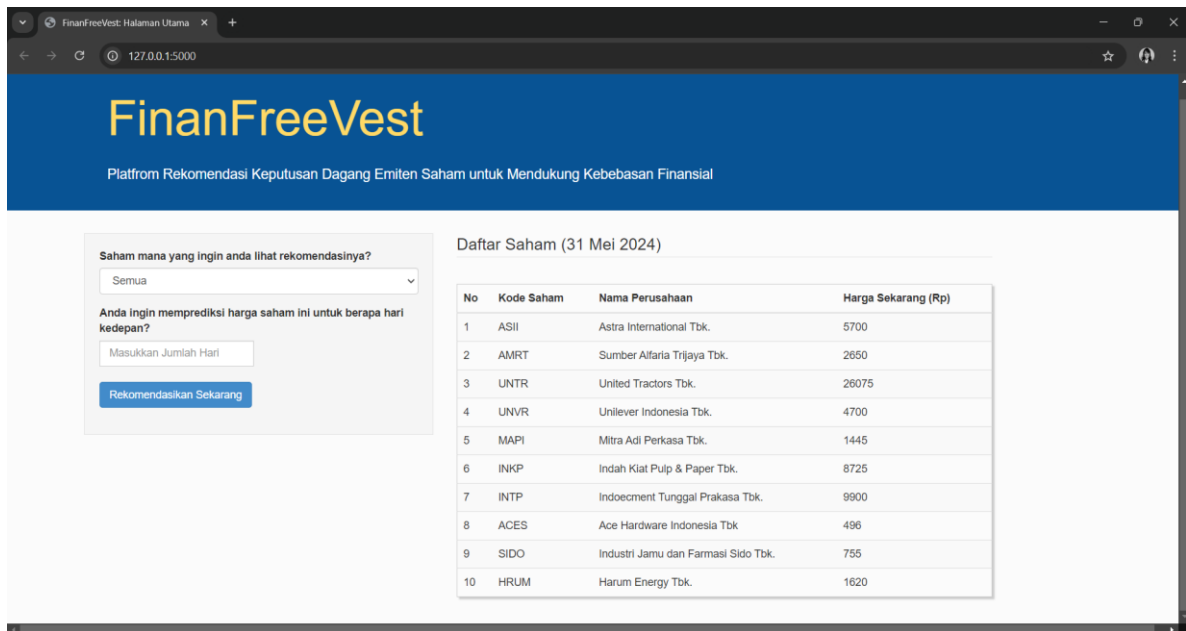 FinanFreeVest: Halaman Utama
127.0.0.1:5000
FinanFreeVest
Platfrom Rekomendasi Keputusan Dagang Emiten Saham untuk Mendukung Kebebasan Finansial
Saham mana yang ingin anda lihat rekomendasinya?
Semua
Anda ingin memprediksi harga saham ini untuk berapa hari
kedepan?
Masukkan Jumlah Hari
Rekomendasikan Sekarang
Daftar Saham (31 Mei 2024)
No Kode Saham Nama Perusahaan Harga Sekarang (Rp)
1 ASII Astra International Tbk. 5700
2 AMRT Sumber Alfaria Trijaya Tbk. 2650
3 UNTR United Tractors Tbk. 26075
4 UNVR Unilever Indonesia Tbk. 4700
5 MAPI Mitra Adi Perkasa Tbk. 1445
6 INKP Indah Kiat Pulp & Paper Tbk. 8725
7 INTP Indoecment Tunggal Prakasa Tbk. 9900
8 ACES Ace Hardware Indonesia Tbk 496
9 SIDO Industri Jamu dan Farmasi Sido Tbk. 755
10 HRUM Harum Energy Tbk. 1620